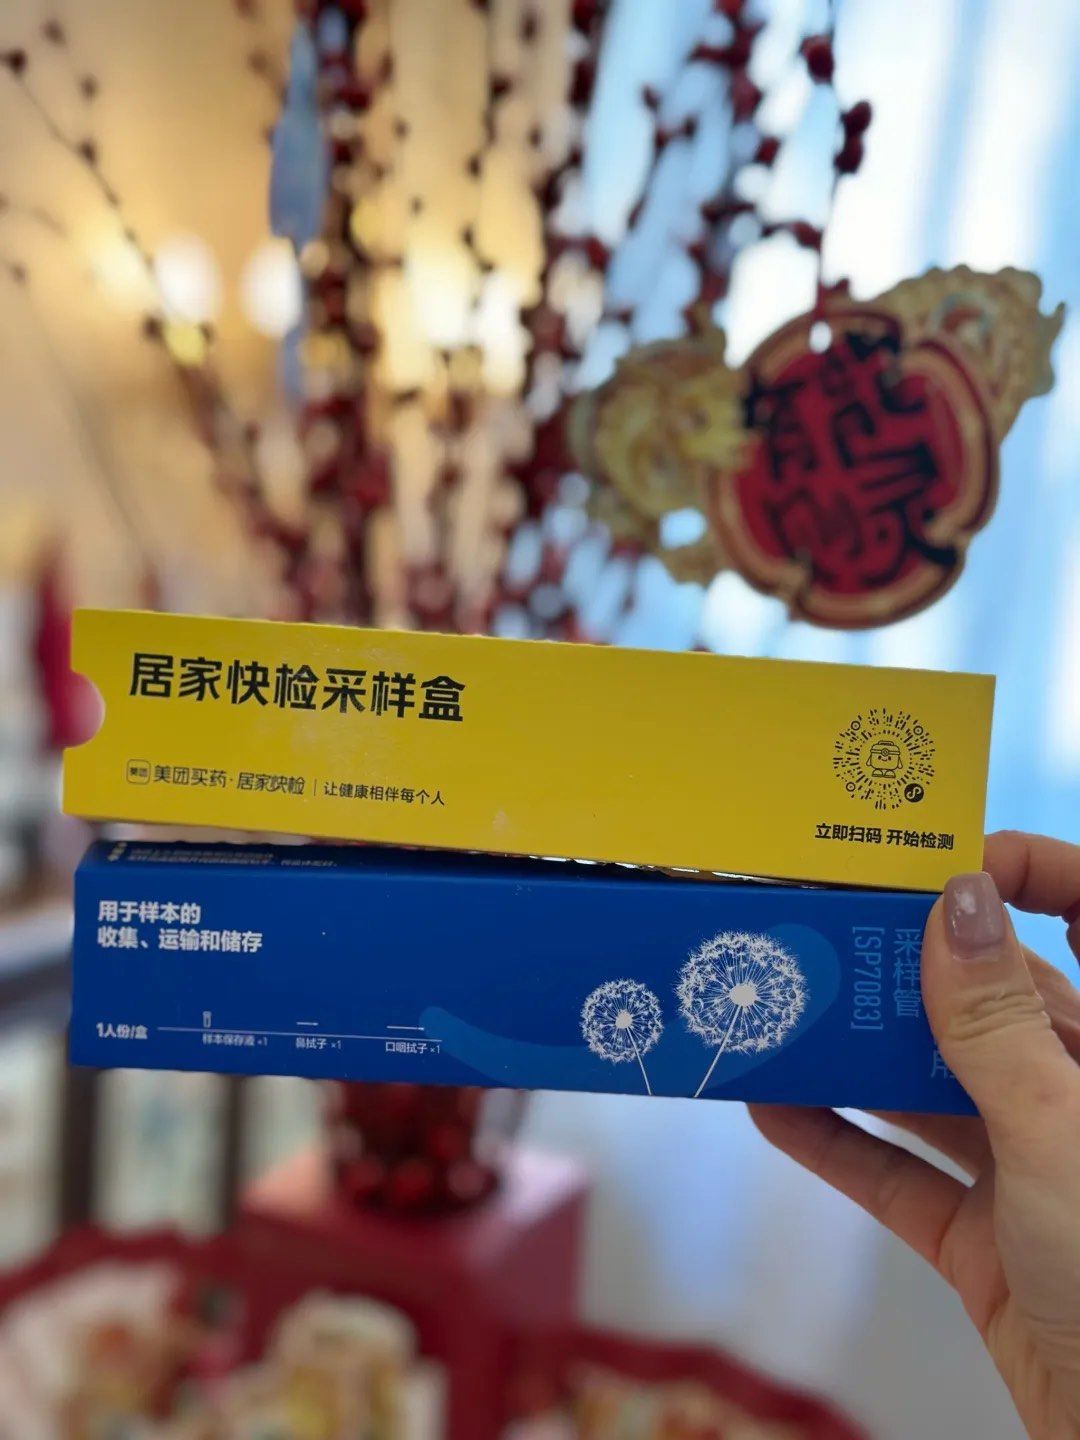 居家快检采样盒
美团 美团买药·居家快检｜让健康相伴每个人
立即扫码 开始检测
用于样本的
收集、运输和储存
1人份/盒
样本保存液 ×1
鼻拭子 ×1
口咽拭子 ×1
采样管
[SP7083]
用